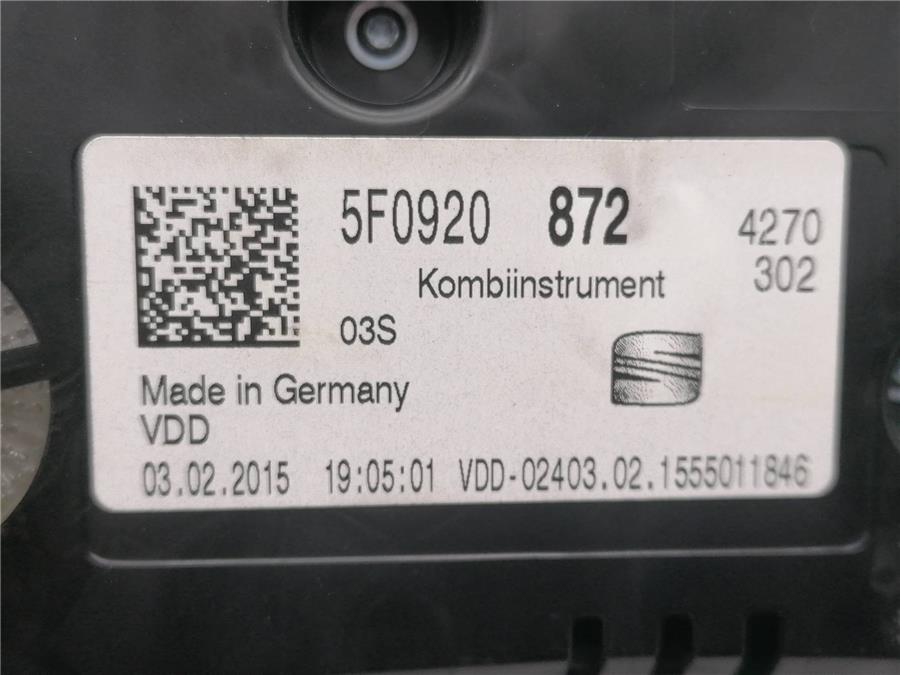 5F0920 872 4270
Kombiinstrument 302
03S
Made in Germany
VDD
03.02.2015 19:05:01 VDD-02403.02.1555011846